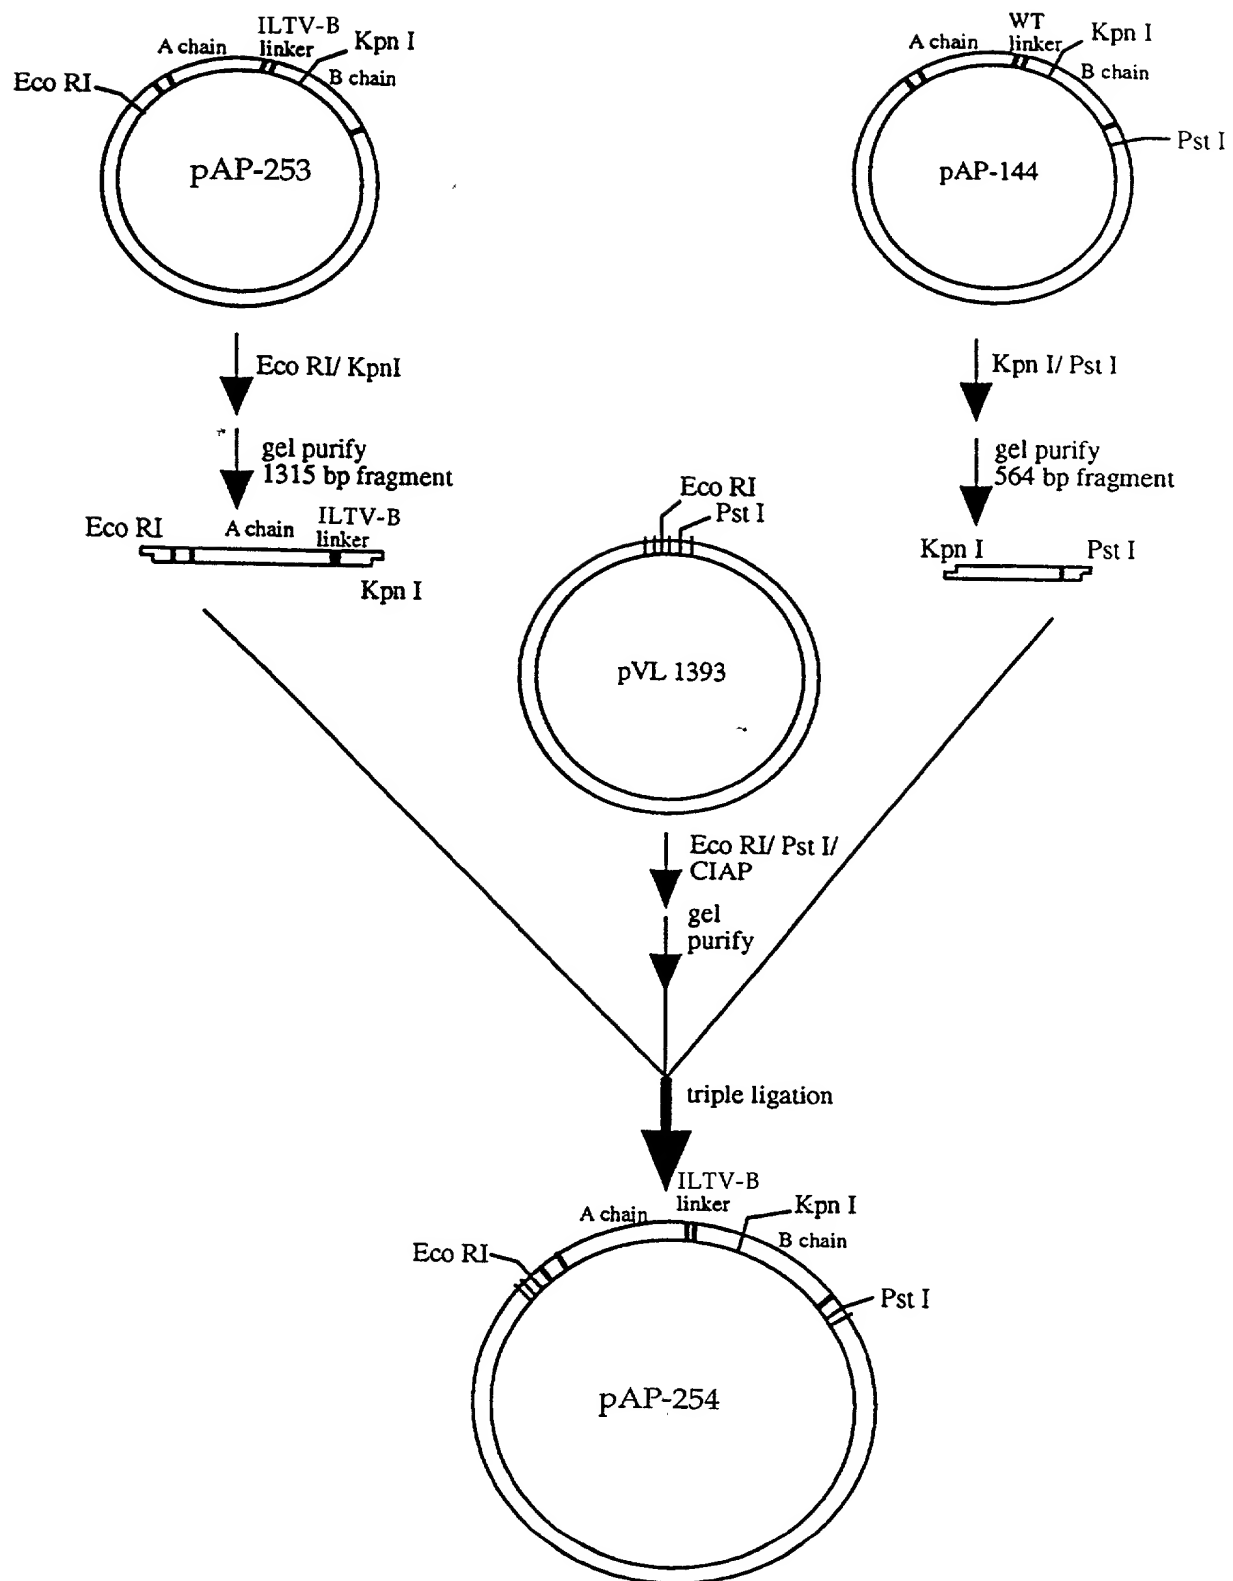 ILTV-B
linker
A chain
Kpn I
B chain
Eco RI
pAP-253
WT
linker
A chain
Kpn I
B chain
Pst I
pAP-144
Eco RI/ KpnI
gel purify
1315 bp fragment
Kpn I/ Pst I
gel purify
564 bp fragment
Eco RI
A chain
ILTV-B
linker
Kpn I
Eco RI
Pst I
Kpn I
Pst I
pVL 1393
Eco RI/ Pst I/
CIAP
gel
purify
triple ligation
ILTV-B
linker
A chain
Kpn I
B chain
Eco RI
Pst I
pAP-254